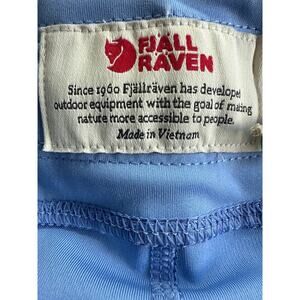 FJÄLL
RÄVEN
Since 1960 Fjällräven has developed
outdoor equipment with the goal of making
nature more accessible to people.
Made in Vietnam